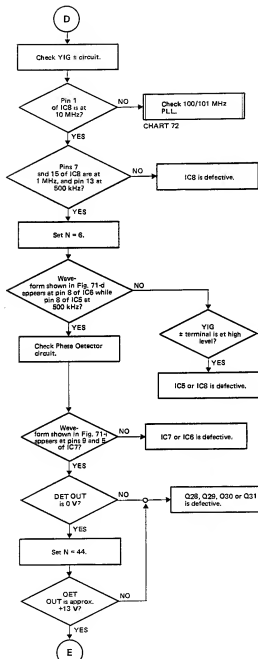 D
Check YIG ± circuit.
Pin 1
of IC8 is at
10 MHz?
NO
Check 100/101 MHz
PLL.
CHART 72
YES
Pins 7
and 15 of IC8 are at
1 MHz, and pin 13 at
500 kHz?
NO
IC8 is defective.
YES
Set N = 6.
Wave-
form shown in Fig. 71-d
appears at pin 8 of IC6 while
pin 8 of IC5 at
500 kHz?
NO
YES
YIG
± terminal is at high
level?
YES
IC5 or IC8 is defective.
Check Phase Detector
circuit.
Wave-
form shown in Fig. 71-
appears at pins 9 and
of IC7?
NO
IC7 or IC6 is defective.
YES
DET OUT
is 0 V?
NO
Q28, Q29, Q30 or Q31
is defective.
YES
Set N = 44.
DET
OUT is approx.
+13 V?
NO
YES
E